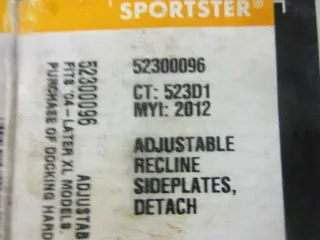 SPORTSTER®
52300096
CT: 523D1
MYI: 2012
ADJUSTABLE
RECLINE
SIDEPLATES,
DETACH
52300096
ADJUSTAB
FITS '04-LATER XL MODELS.
PURCHASE OF DOCKING HARD